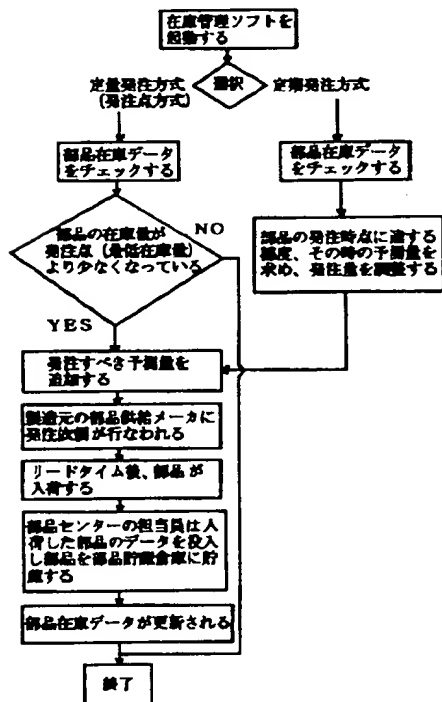 在庫管理ソフトを
起動する
選択
定量発注方式
(発注点方式)
定期発注方式
部品在庫データ
をチェックする
部品在庫データ
をチェックする
部品の在庫量が
発注点(最低在庫量)
より少なくなっている
NO
YES
部品の発注時点に達する
都度、その時の予測量を
求め、発注量を調整する
発注すべき予測量を
追加する
製造元の部品供給メーカに
発注依頼が行なわれる
リードタイム後、部品が
入荷する
部品センターの担当員は入
荷した部品のデータを投入
し部品を部品貯蔵倉庫に貯
蔵する
部品在庫データが更新される
終了